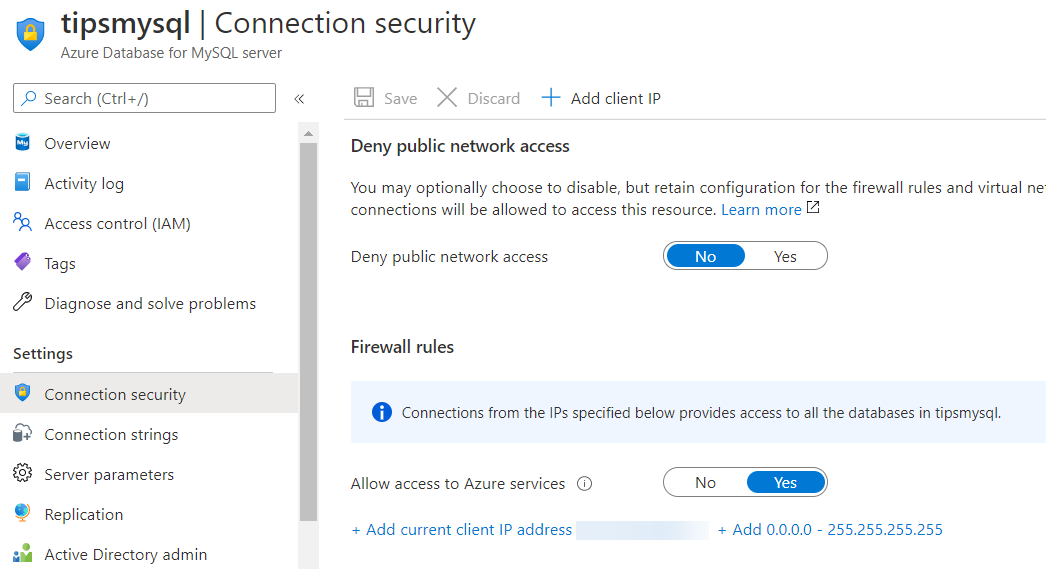 tipsmysql | Connection security
Azure Database for MySQL server
Search (Ctrl+/)
«
Overview
Activity log
Access control (IAM)
Tags
Diagnose and solve problems
Settings
Connection security
Connection strings
Server parameters
Replication
Active Directory admin
Save Discard Add client IP
Deny public network access
You may optionally choose to disable, but retain configuration for the firewall rules and virtual
connections will be allowed to access this resource. Learn more
Deny public network access No Yes
Firewall rules
Connections from the IPs specified below provides access to all the databases in tipsmysql.
Allow access to Azure services No Yes
+ Add current client IP address + Add 0.0.0.0 - 255.255.255.255